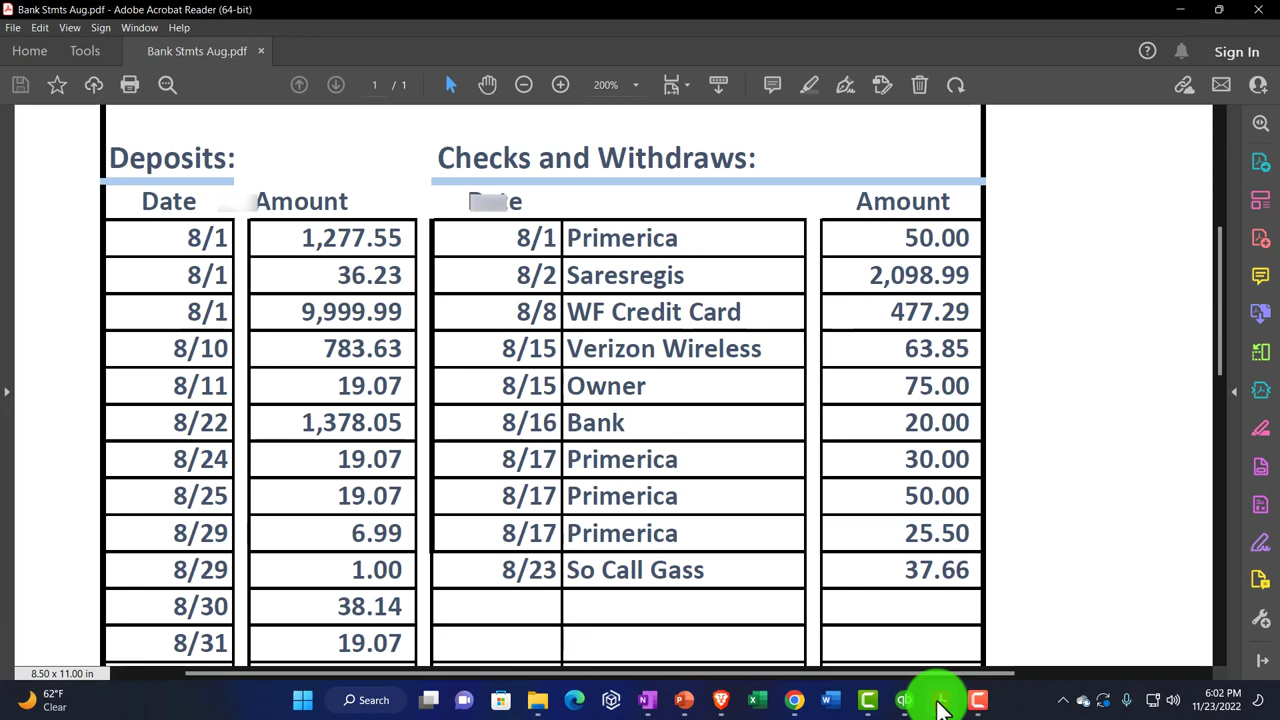 Bank Stmts Aug.pdf - Adobe Acrobat Reader (64-bit)
File Edit View Sign Window Help
Home Tools Bank Stmts Aug.pdf × Sign In
1 / 1 200%
Deposits: Checks and Withdraws:
Date Amount Amount
8/1 1,277.55 8/1 Primerica 50.00
8/1 36.23 8/2 Saresregis 2,098.99
8/1 9,999.99 8/8 WF Credit Card 477.29
8/10 783.63 8/15 Verizon Wireless 63.85
8/11 19.07 8/15 Owner 75.00
8/22 1,378.05 8/16 Bank 20.00
8/24 19.07 8/17 Primerica 30.00
8/25 19.07 8/17 Primerica 50.00
8/29 6.99 8/17 Primerica 25.50
8/29 1.00 8/23 So Call Gass 37.66
8/30 38.14
8/31 19.07
8.50 x 11.00 in
62°F Search 6:02 PM
Clear 11/23/2022